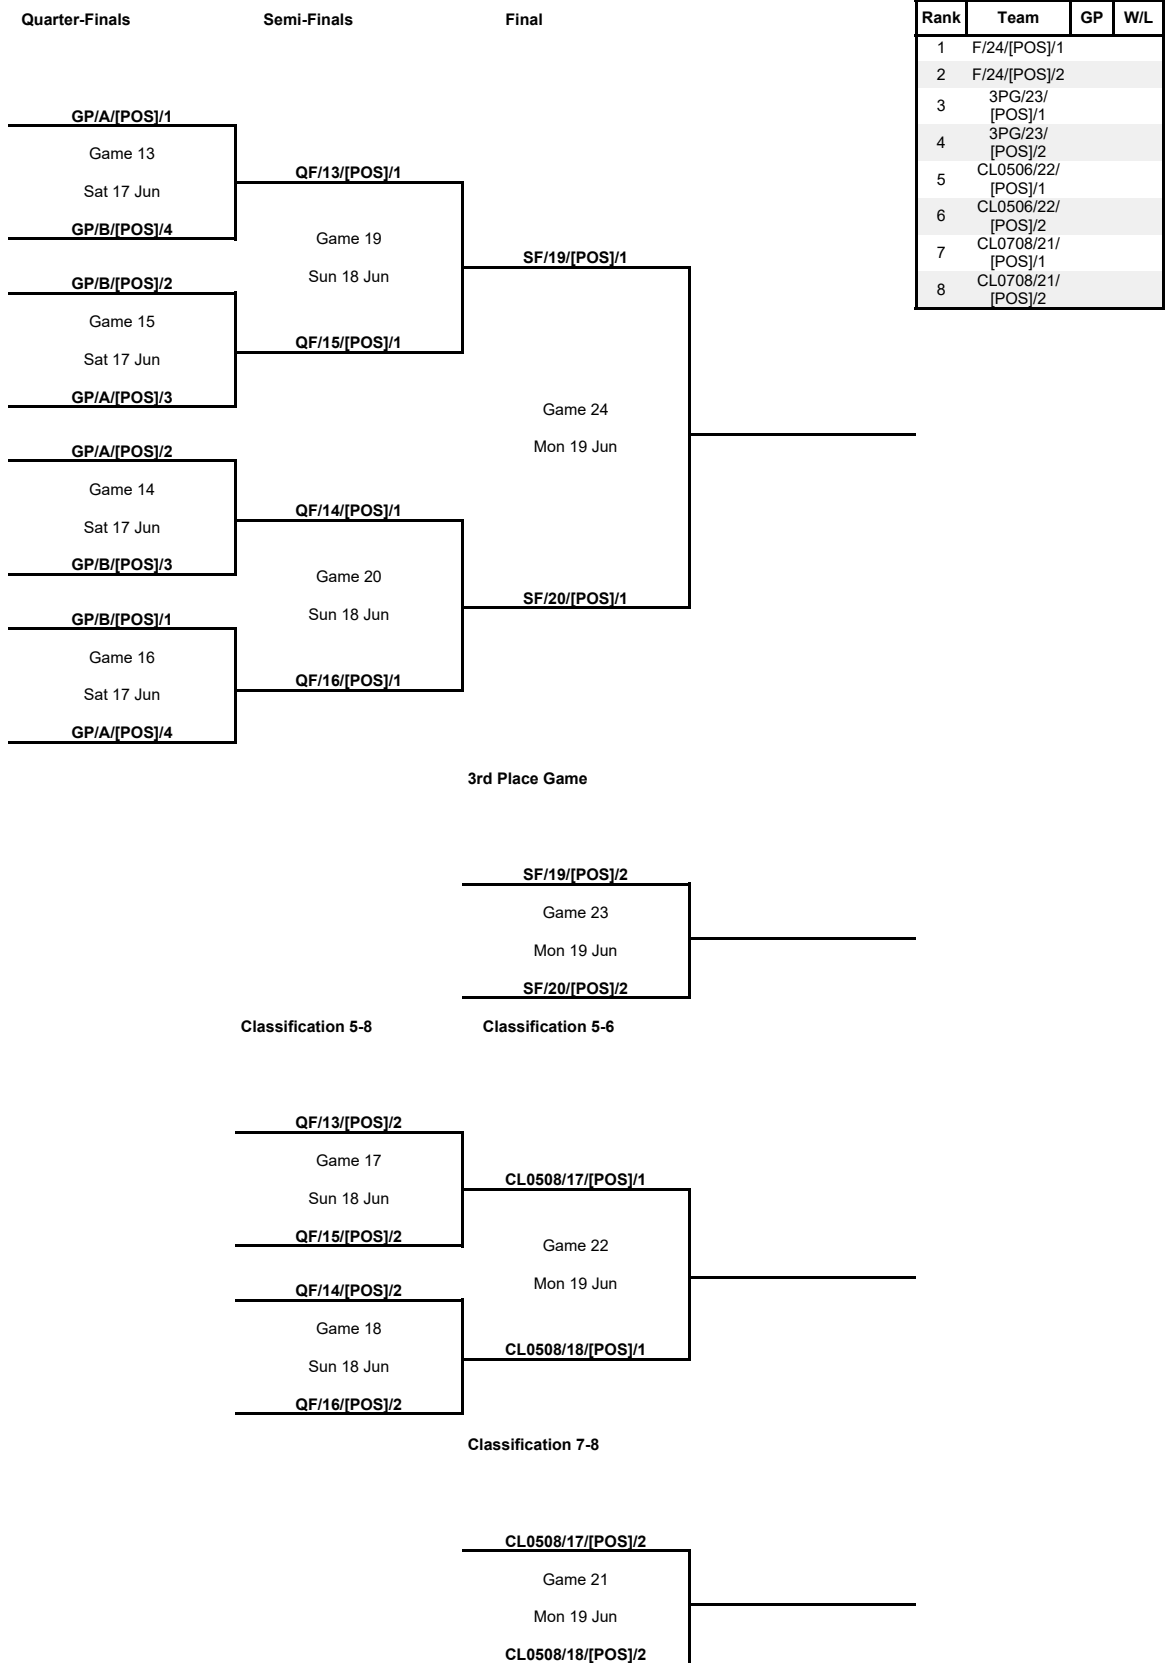 Quarter-Finals Semi-Finals Final
Rank Team GP W/L
1 F/24/[POS]/1
2 F/24/[POS]/2
3 3PG/23/
[POS]/1
4 3PG/23/
[POS]/2
5 CL0506/22/
[POS]/1
6 CL0506/22/
[POS]/2
7 CL0708/21/
[POS]/1
8 CL0708/21/
[POS]/2
GP/A/[POS]/1
Game 13
Sat 17 Jun
GP/B/[POS]/4
GP/B/[POS]/2
Game 15
Sat 17 Jun
GP/A/[POS]/3
GP/A/[POS]/2
Game 14
Sat 17 Jun
GP/B/[POS]/3
GP/B/[POS]/1
Game 16
Sat 17 Jun
GP/A/[POS]/4
QF/13/[POS]/1
Game 19
Sun 18 Jun
QF/15/[POS]/1
QF/14/[POS]/1
Game 20
Sun 18 Jun
QF/16/[POS]/1
SF/19/[POS]/1
Game 24
Mon 19 Jun
SF/20/[POS]/1
3rd Place Game
SF/19/[POS]/2
Game 23
Mon 19 Jun
SF/20/[POS]/2
Classification 5-8 Classification 5-6
QF/13/[POS]/2
Game 17
Sun 18 Jun
QF/15/[POS]/2
QF/14/[POS]/2
Game 18
Sun 18 Jun
QF/16/[POS]/2
CL0508/17/[POS]/1
Game 22
Mon 19 Jun
CL0508/18/[POS]/1
Classification 7-8
CL0508/17/[POS]/2
Game 21
Mon 19 Jun
CL0508/18/[POS]/2